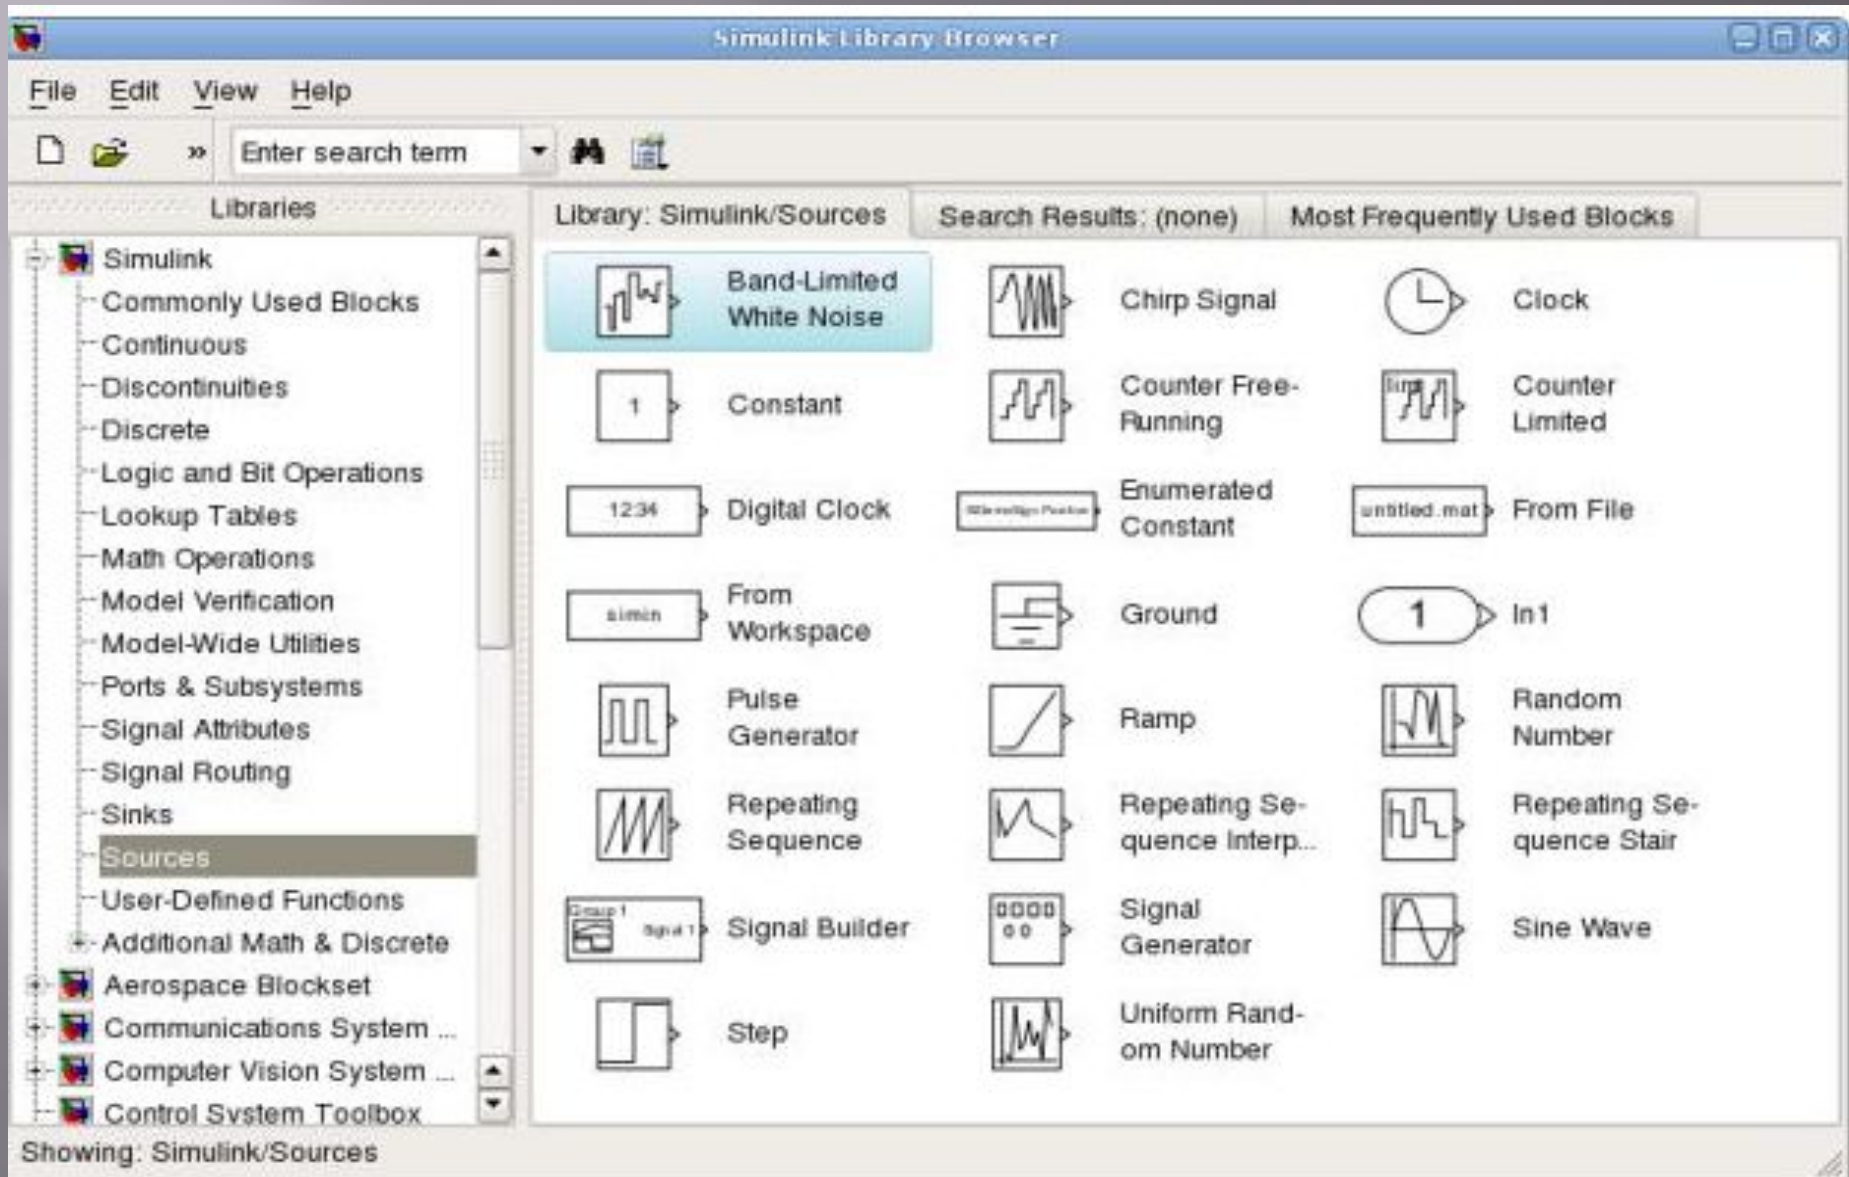 Simulink Library Browser
File Edit View Help
» Enter search term
Libraries
Simulink
Commonly Used Blocks
Continuous
Discontinuities
Discrete
Logic and Bit Operations
Lookup Tables
Math Operations
Model Verification
Model-Wide Utilities
Ports & Subsystems
Signal Attributes
Signal Routing
Sinks
Sources
User-Defined Functions
Additional Math & Discrete
Aerospace Blockset
Communications System ...
Computer Vision System ...
Control System Toolbox
Library: Simulink/Sources Search Results: (none) Most Frequently Used Blocks
Band-Limited
White Noise
Chirp Signal
Clock
1 Constant
Counter Free-
Running
Counter
Limited
12:34 Digital Clock
Enumerated
Constant
untitled.mat From File
simin
From
Workspace
Ground
1 In1
Pulse
Generator
Ramp
Random
Number
Repeating
Sequence
Repeating Se-
quence Interp...
Repeating Se-
quence Stair
Group 1
Signal 1
Signal Builder
Signal
Generator
Sine Wave
Step
Uniform Rand-
om Number
Showing: Simulink/Sources